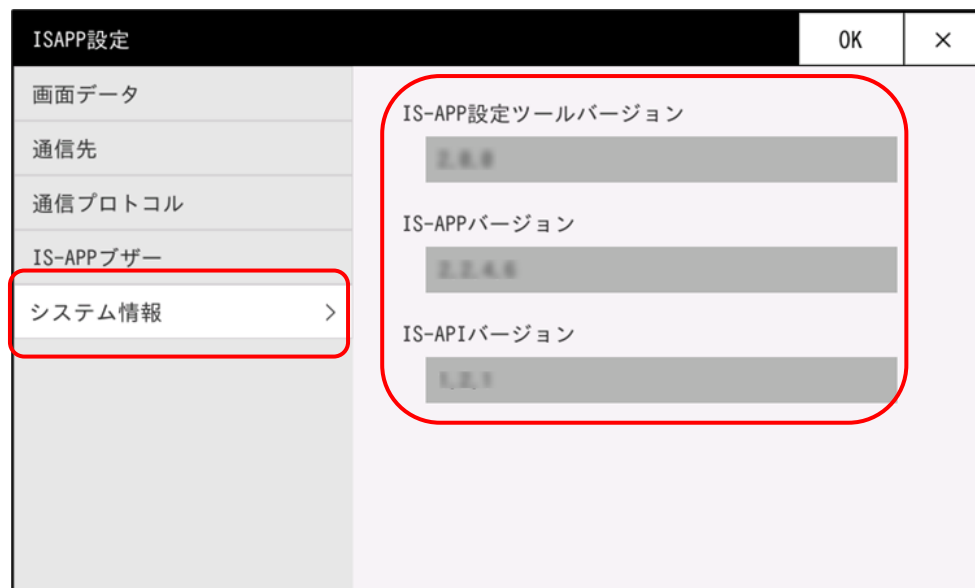 ISAPP設定
OK
×
画面データ
通信先
通信プロトコル
IS-APPブザー
システム情報
>
IS-APP設定ツールバージョン
IS-APPバージョン
IS-APIバージョン